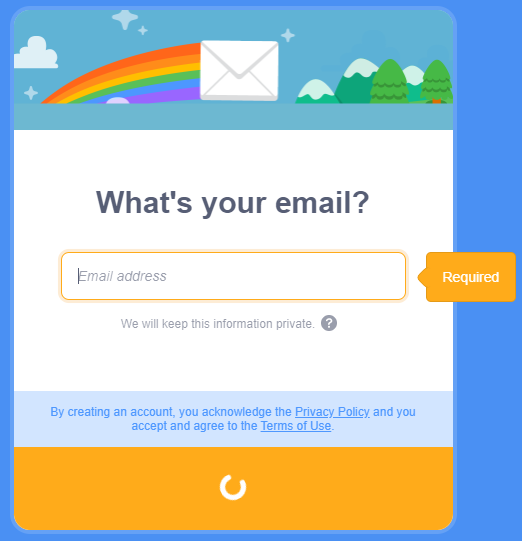 What's your email?
Email address
Required
We will keep this information private. ?
By creating an account, you acknowledge the Privacy Policy and you
accept and agree to the Terms of Use.